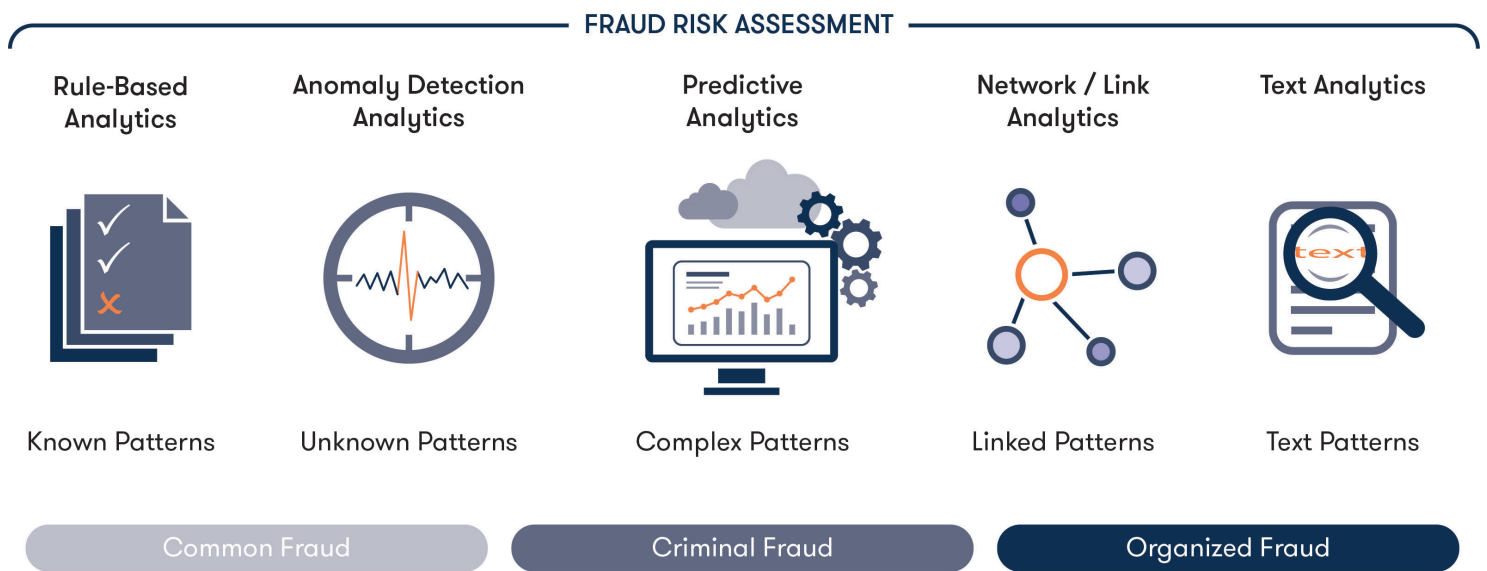 FRAUD RISK ASSESSMENT
Rule-Based
Analytics
Anomaly Detection
Analytics
Predictive
Analytics
Network / Link
Analytics
Text Analytics
text
Known Patterns
Unknown Patterns
Complex Patterns
Linked Patterns
Text Patterns
Common Fraud
Criminal Fraud
Organized Fraud